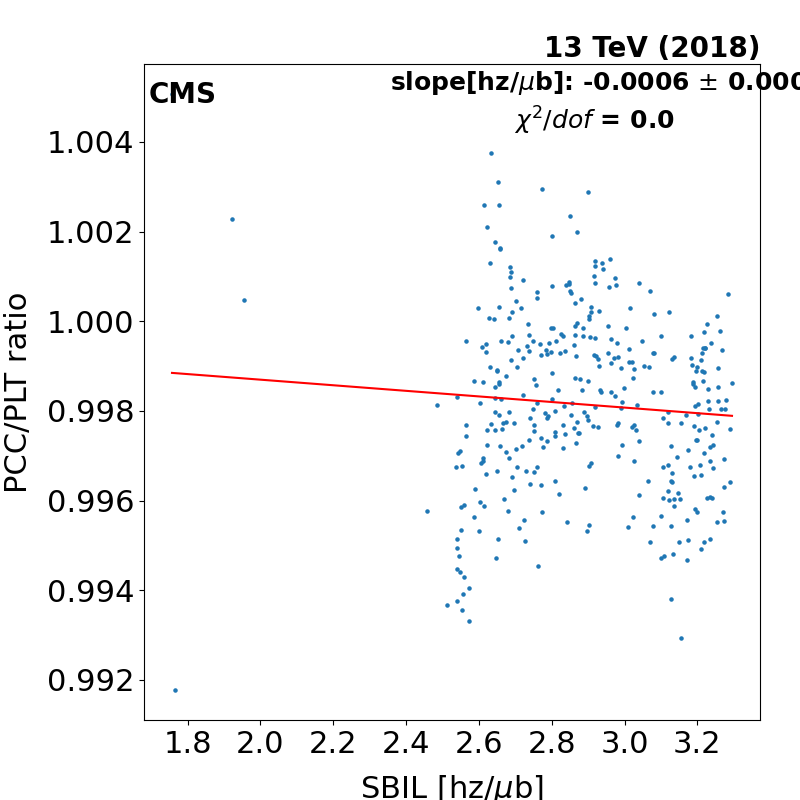 13 TeV (2018)
CMS
slope[hz/μb]: -0.0006 ± 0.000
χ²/dof = 0.0
1.004
1.002
1.000
0.998
0.996
0.994
0.992
PCC/PLT ratio
1.8 2.0 2.2 2.4 2.6 2.8 3.0 3.2
SBIL [hz/μb]